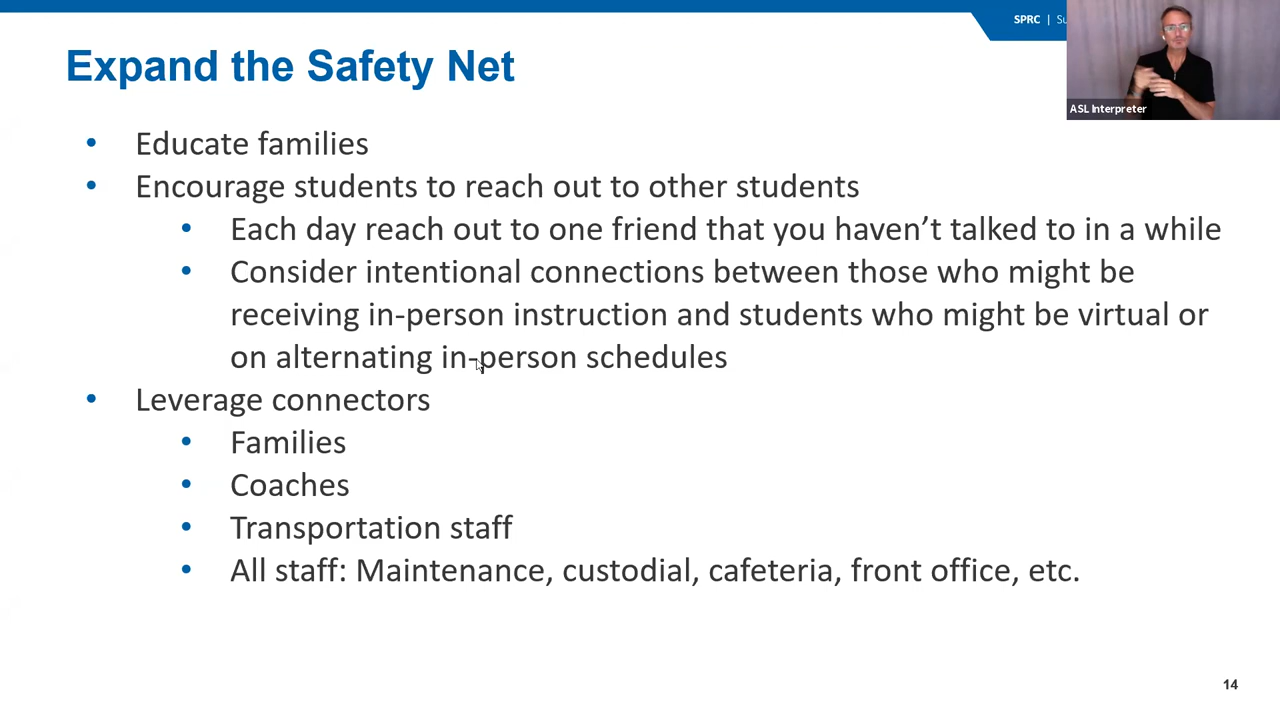 SPRC |
Expand the Safety Net
ASL Interpreter
• Educate families
• Encourage students to reach out to other students
• Each day reach out to one friend that you haven’t talked to in a while
• Consider intentional connections between those who might be
receiving in-person instruction and students who might be virtual or
on alternating in-person schedules
• Leverage connectors
• Families
• Coaches
• Transportation staff
• All staff: Maintenance, custodial, cafeteria, front office, etc.
14